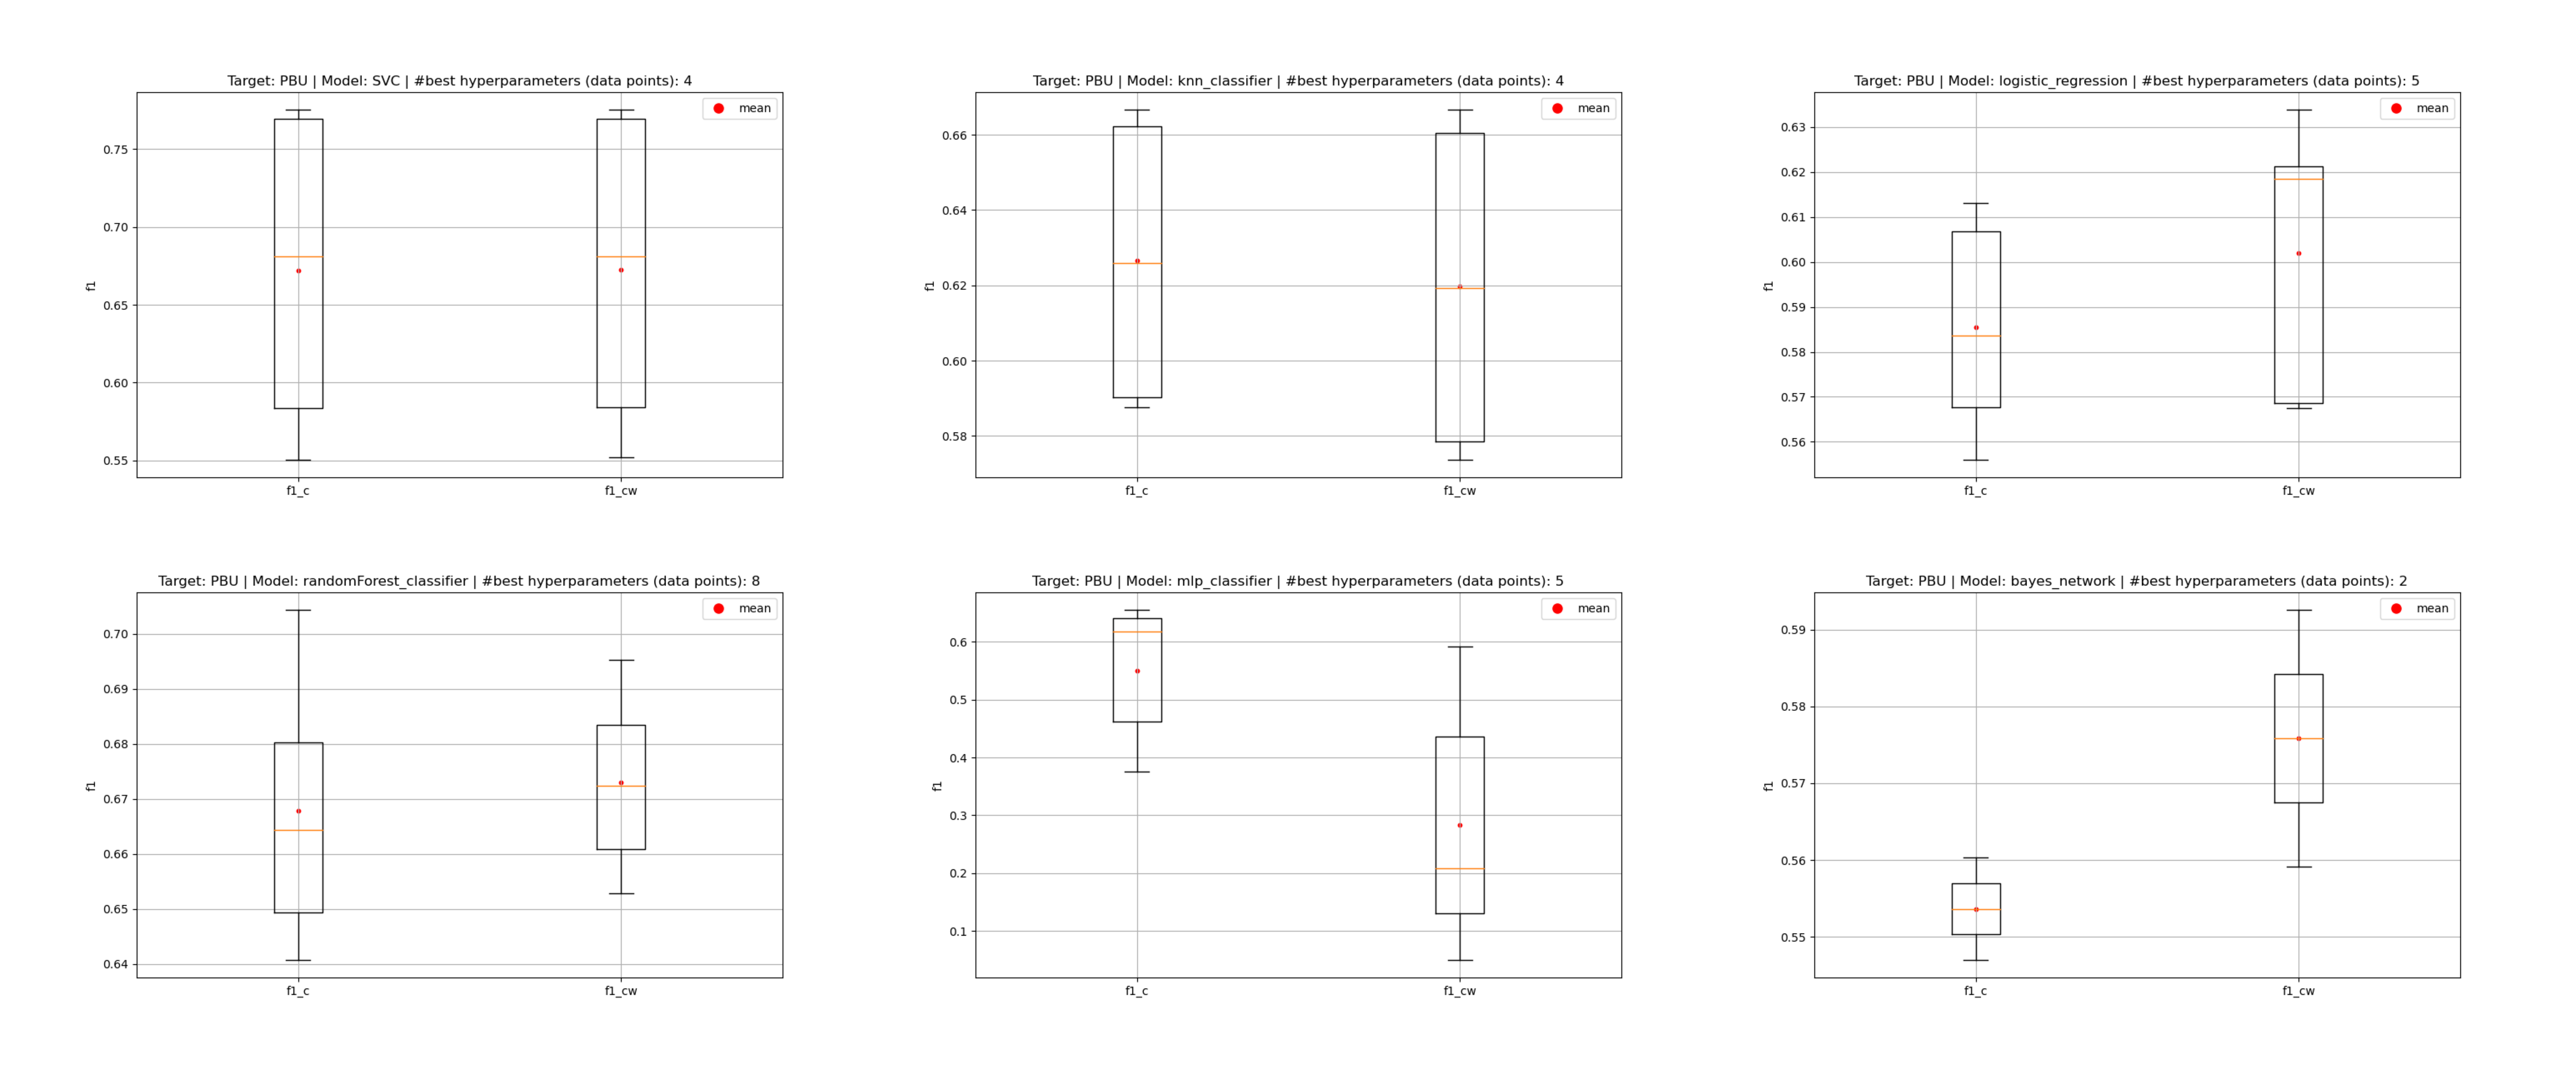 Target: PBU | Model: SVC | #best hyperparameters (data points): 4
mean
0.75
0.70
0.65
0.60
0.55
f1
f1_c
f1_cw
Target: PBU | Model: knn_classifier | #best hyperparameters (data points): 4
mean
0.66
0.64
0.62
0.60
0.58
f1
f1_c
f1_cw
Target: PBU | Model: logistic_regression | #best hyperparameters (data points): 5
mean
0.63
0.62
0.61
0.60
0.59
0.58
0.57
0.56
f1
f1_c
f1_cw
Target: PBU | Model: randomForest_classifier | #best hyperparameters (data points): 8
mean
0.70
0.69
0.68
0.67
0.66
0.65
0.64
f1
f1_c
f1_cw
Target: PBU | Model: mlp_classifier | #best hyperparameters (data points): 5
mean
0.6
0.5
0.4
0.3
0.2
0.1
f1
f1_c
f1_cw
Target: PBU | Model: bayes_network | #best hyperparameters (data points): 2
mean
0.59
0.58
0.57
0.56
0.55
f1
f1_c
f1_cw